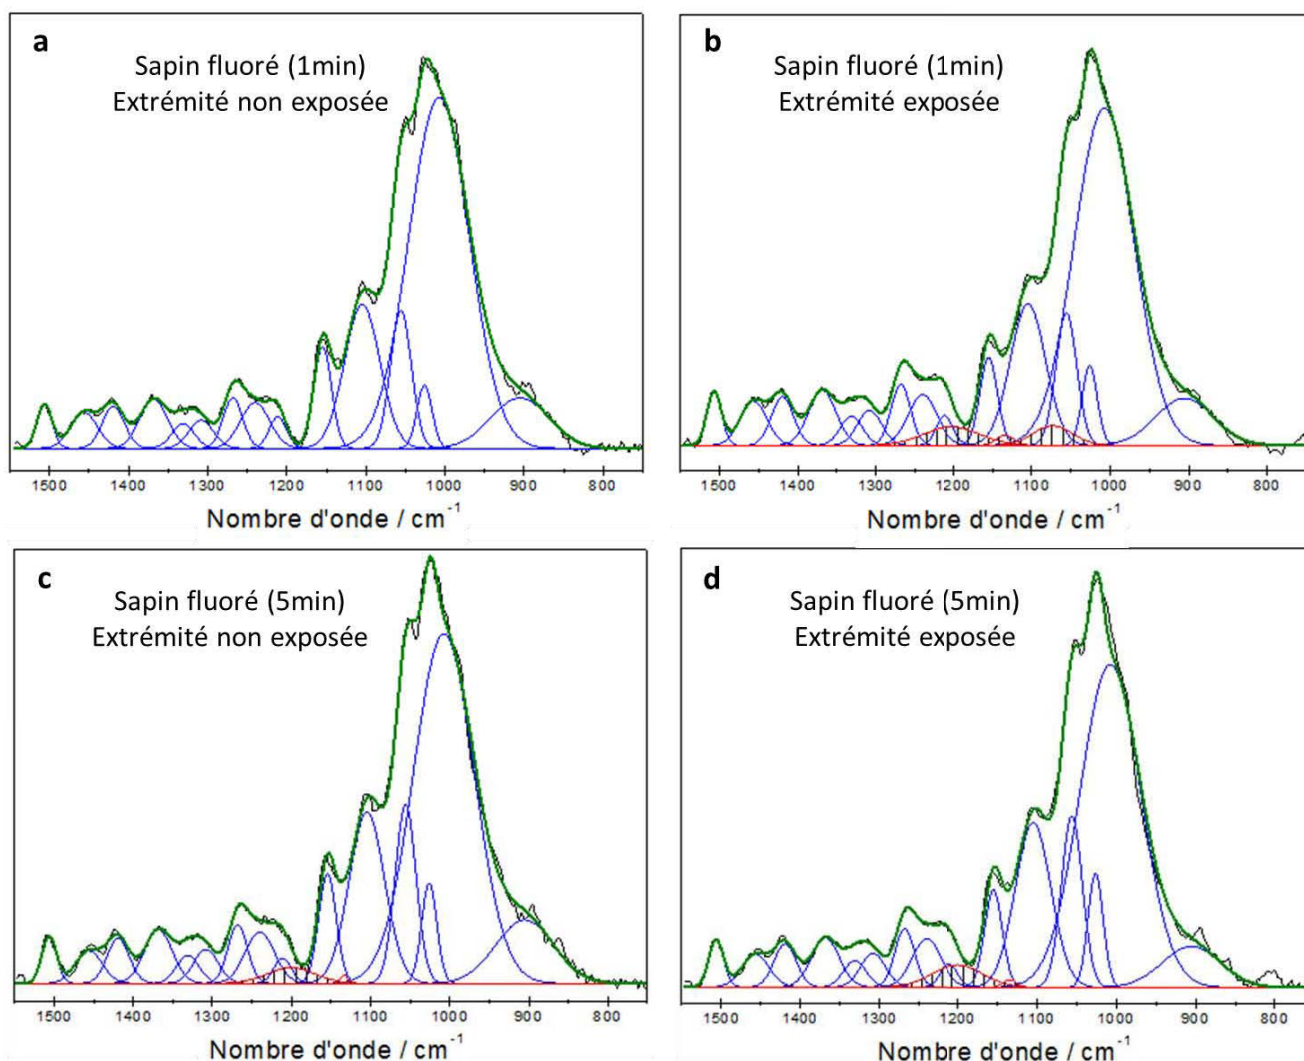 a
Sapin fluoré (1min)
Extrémité non exposée
1500 1400 1300 1200 1100 1000 900 800
Nombre d'onde / cm⁻¹
b
Sapin fluoré (1min)
Extrémité exposée
1500 1400 1300 1200 1100 1000 900 800
Nombre d'onde / cm⁻¹
c
Sapin fluoré (5min)
Extrémité non exposée
1500 1400 1300 1200 1100 1000 900 800
Nombre d'onde / cm⁻¹
d
Sapin fluoré (5min)
Extrémité exposée
1500 1400 1300 1200 1100 1000 900 800
Nombre d'onde / cm⁻¹